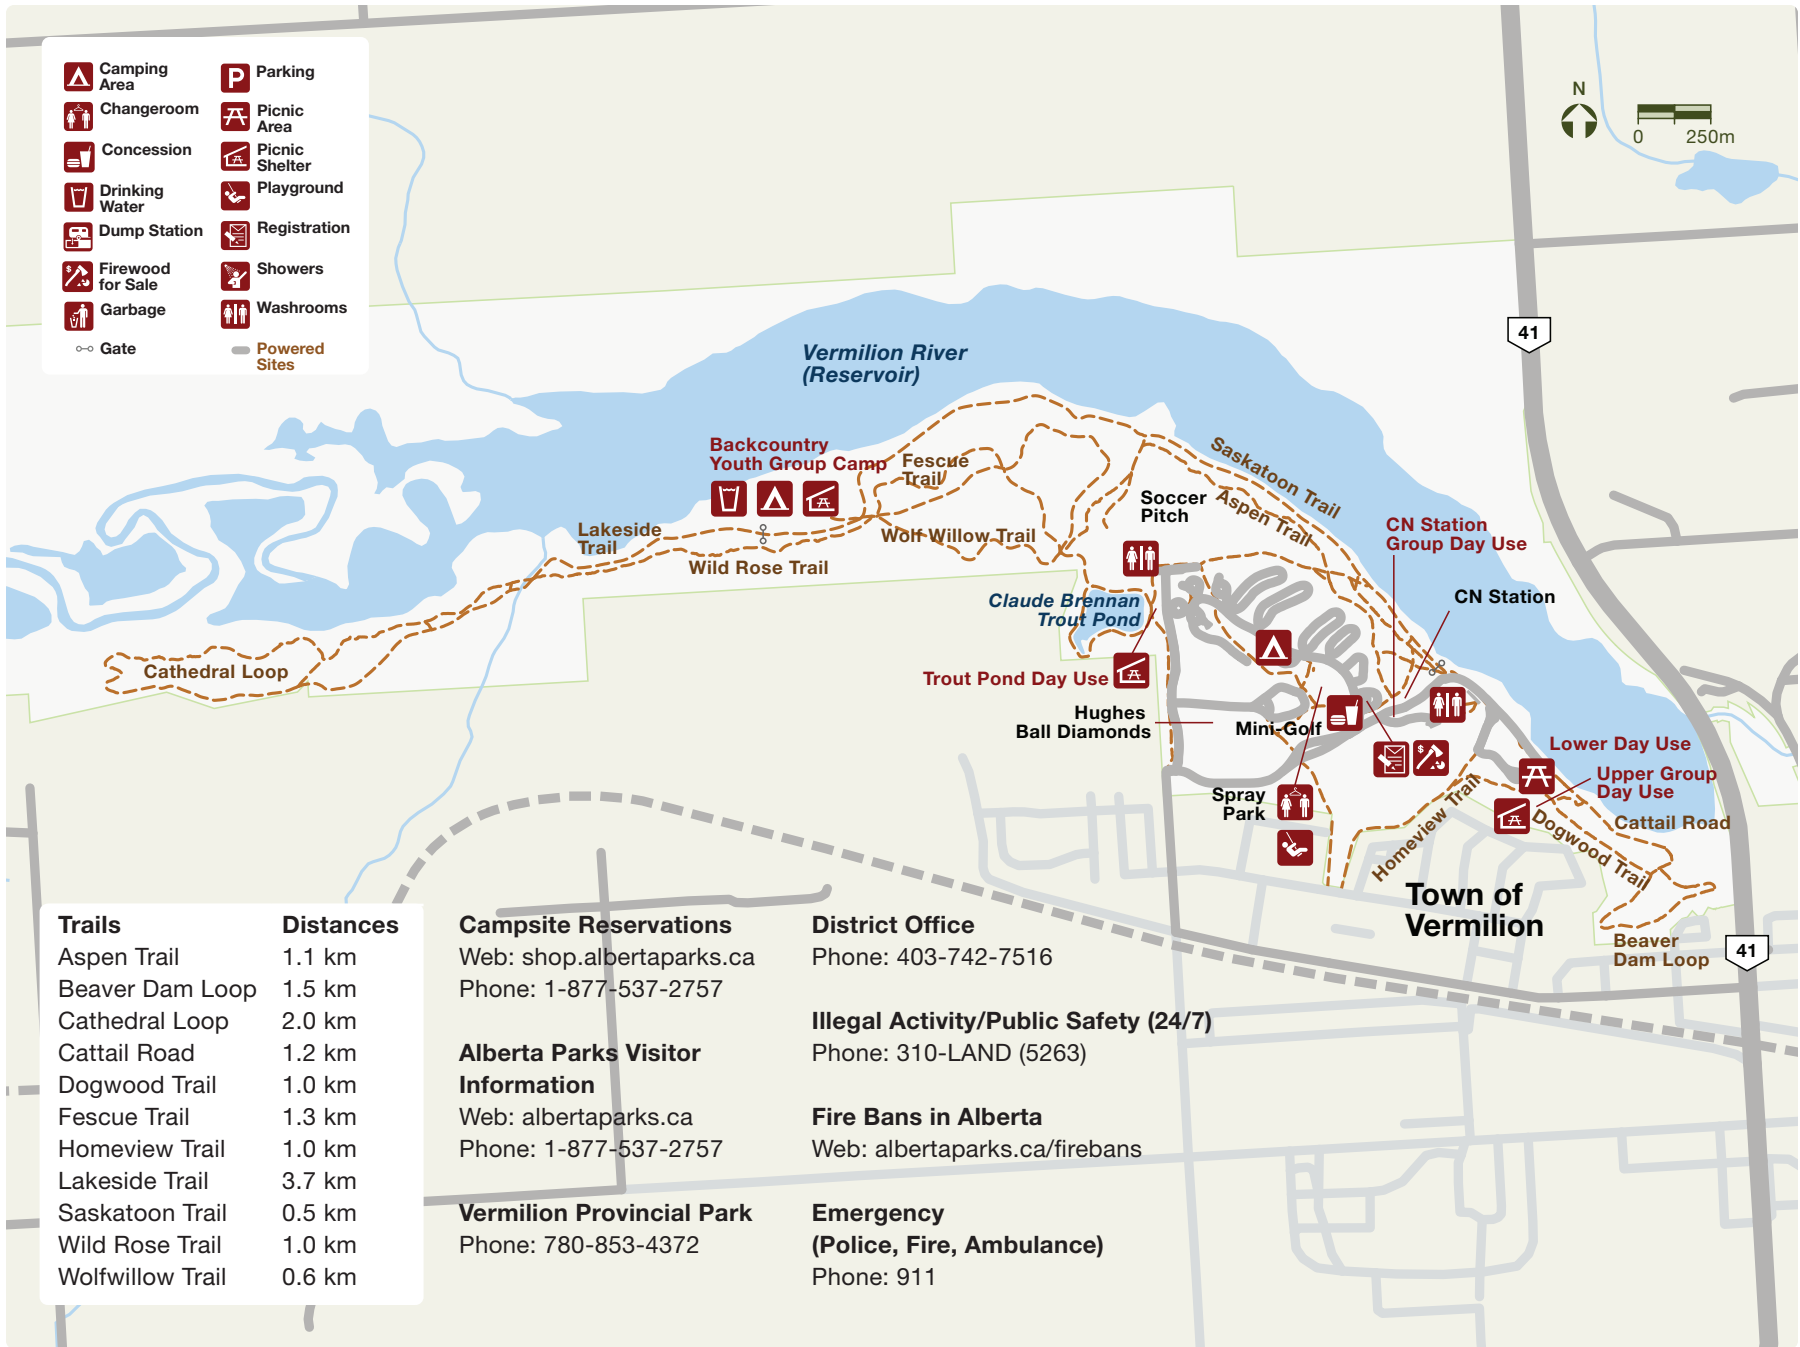 Camping
Area
Changeroom
Concession
Drinking
Water
Dump Station
Firewood
for Sale
Garbage
Gate
P
Parking
Picnic
Area
Picnic
Shelter
Playground
Registration
Showers
Washrooms
Powered
Sites
N
0 250m
41
Vermilion River
(Reservoir)
Backcountry
Youth Group Camp
Fescue
Trail
Lakeside
Trail
Wolf Willow Trail
Wild Rose Trail
Cathedral Loop
Saskatoon Trail
Aspen Trail
Soccer
Pitch
CN Station
Group Day Use
CN Station
Claude Brennan
Trout Pond
Trout Pond Day Use
Hughes
Ball Diamonds
Mini-Golf
$
Spray
Park
Lower Day Use
Upper Group
Day Use
Cattail Road
Dogwood Trail
Homeview Trail
Town of
Vermilion
Beaver
Dam Loop
41
Trails Distances
Aspen Trail 1.1 km
Beaver Dam Loop 1.5 km
Cathedral Loop 2.0 km
Cattail Road 1.2 km
Dogwood Trail 1.0 km
Fescue Trail 1.3 km
Homeview Trail 1.0 km
Lakeside Trail 3.7 km
Saskatoon Trail 0.5 km
Wild Rose Trail 1.0 km
Wolfwillow Trail 0.6 km
Campsite Reservations
Web: shop.albertaparks.ca
Phone: 1-877-537-2757
Alberta Parks Visitor
Information
Web: albertaparks.ca
Phone: 1-877-537-2757
Vermilion Provincial Park
Phone: 780-853-4372
District Office
Phone: 403-742-7516
Illegal Activity/Public Safety (24/7)
Phone: 310-LAND (5263)
Fire Bans in Alberta
Web: albertaparks.ca/firebans
Emergency
(Police, Fire, Ambulance)
Phone: 911